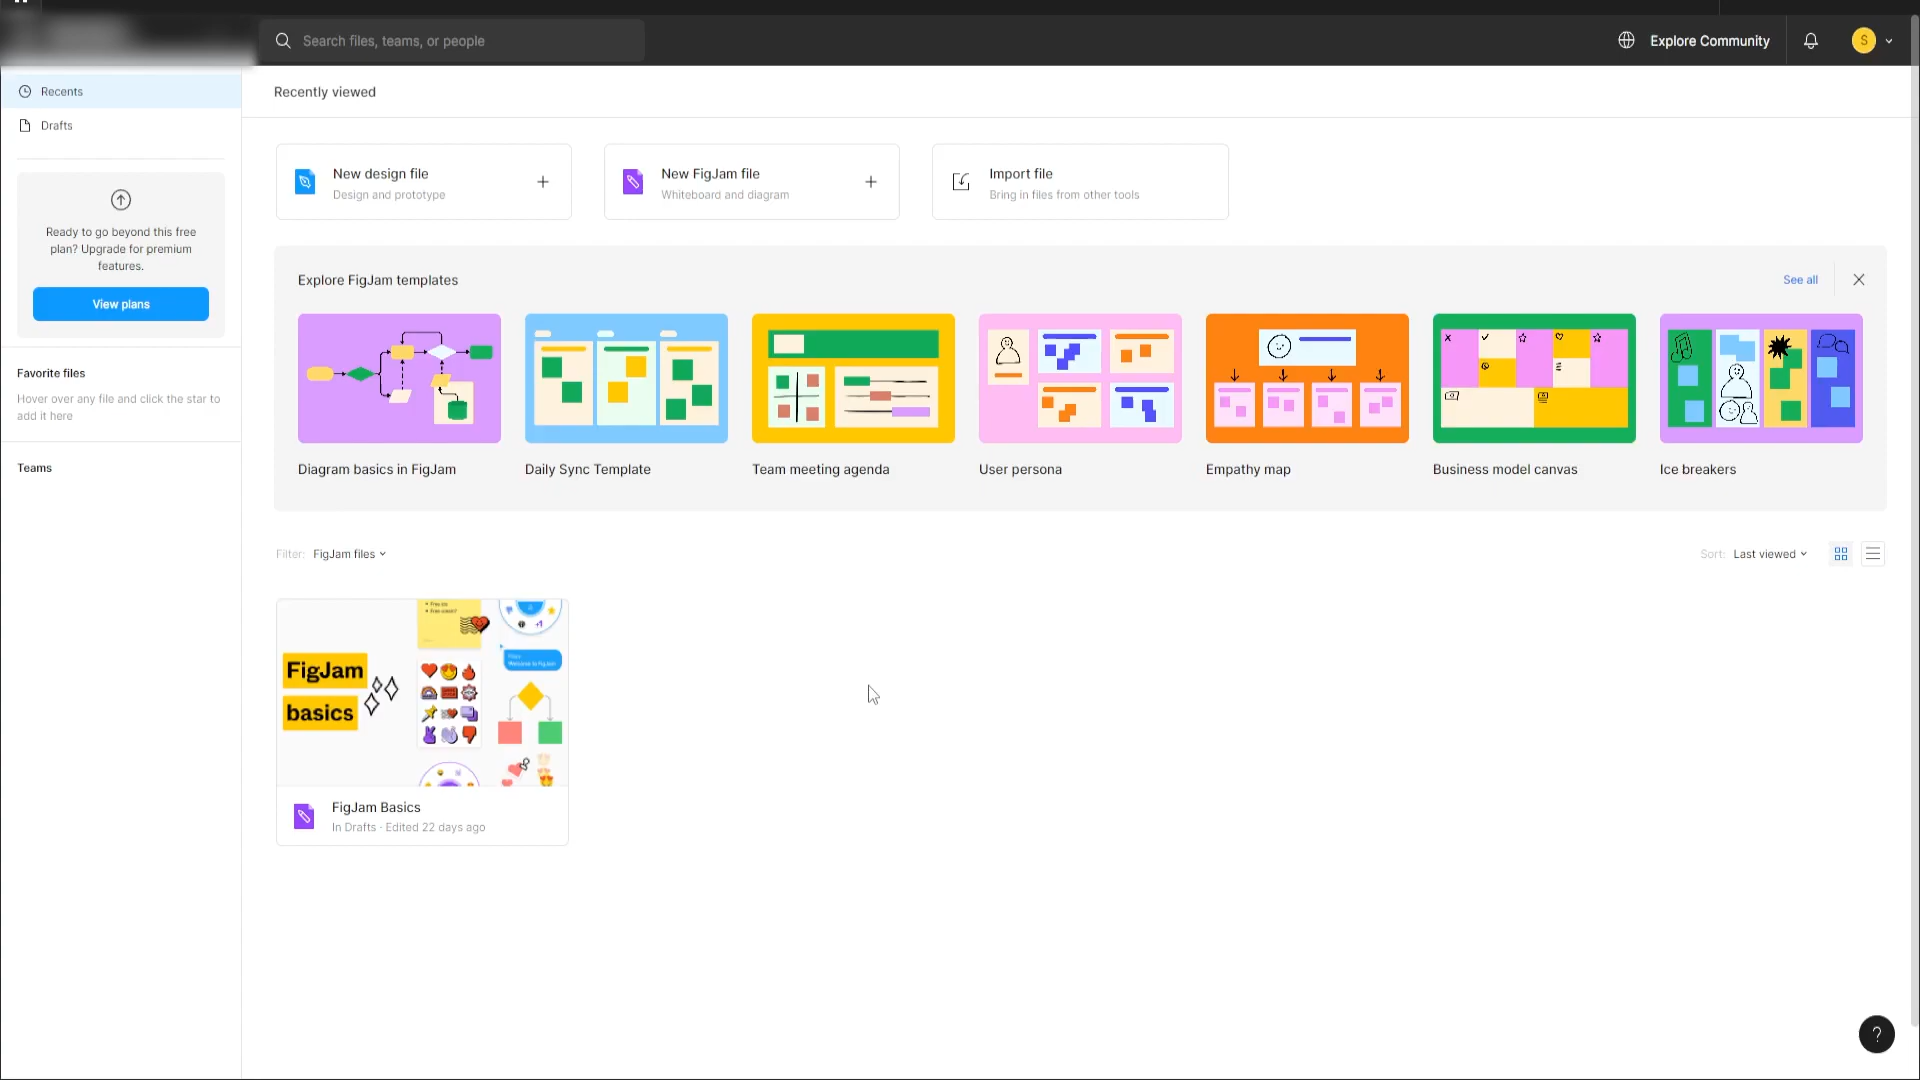 Search files, teams, or people
Explore Community
S
Recents
Drafts
Ready to go beyond this free
plan? Upgrade for premium
features.
View plans
Favorite files
Hover over any file and click the star to
add it here
Teams
Recently viewed
New design file
Design and prototype
New FigJam file
Whiteboard and diagram
Import file
Bring in files from other tools
Explore FigJam templates
See all
Diagram basics in FigJam
Daily Sync Template
Team meeting agenda
User persona
Empathy map
Business model canvas
Ice breakers
Filter: FigJam files
Sort: Last viewed
FigJam
basics
+1
FigJam Basics
In Drafts · Edited 22 days ago
?